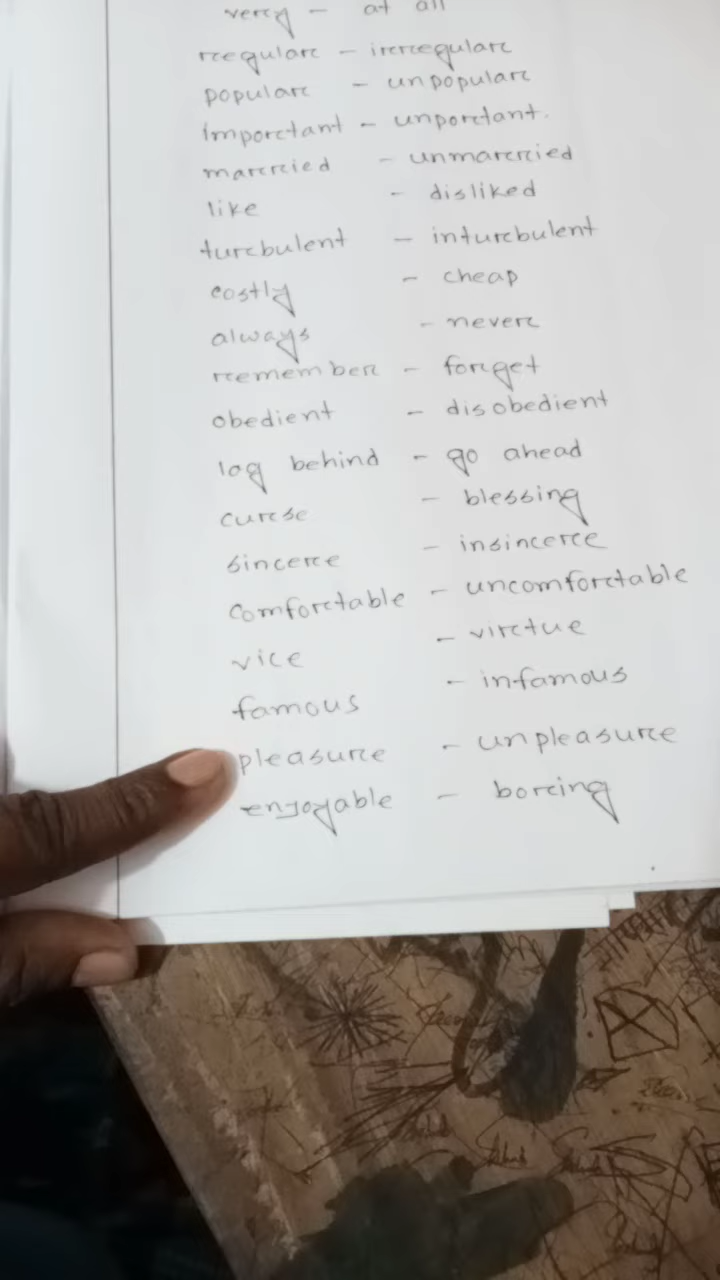 very - at all
regular - irregular
popular - unpopular
important - unportant.
married - unmarried
like - disliked
turbulent - inturbulent
costly - cheap
always - never
remember - forget
obedient - disobedient
log behind - go ahead
curse - blessing
sincere - insincere
comfortable - uncomfortable
vice - virtue
famous - infamous
pleasure - unpleasure
enjoyable - boring